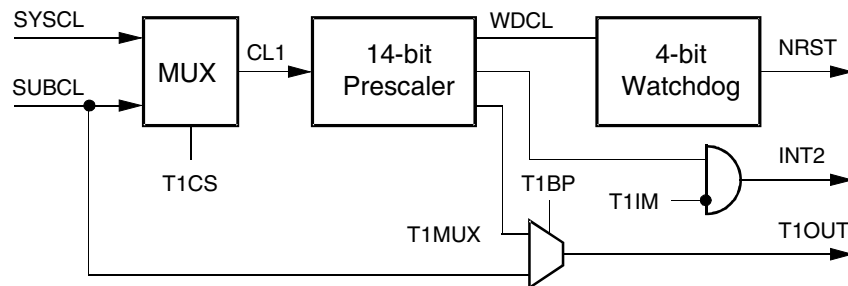 SYSCL
SUBCL
MUX
CL1
T1CS
14-bit
Prescaler
WDCL
4-bit
Watchdog
NRST
INT2
T1BP
T1IM
T1MUX
T1OUT